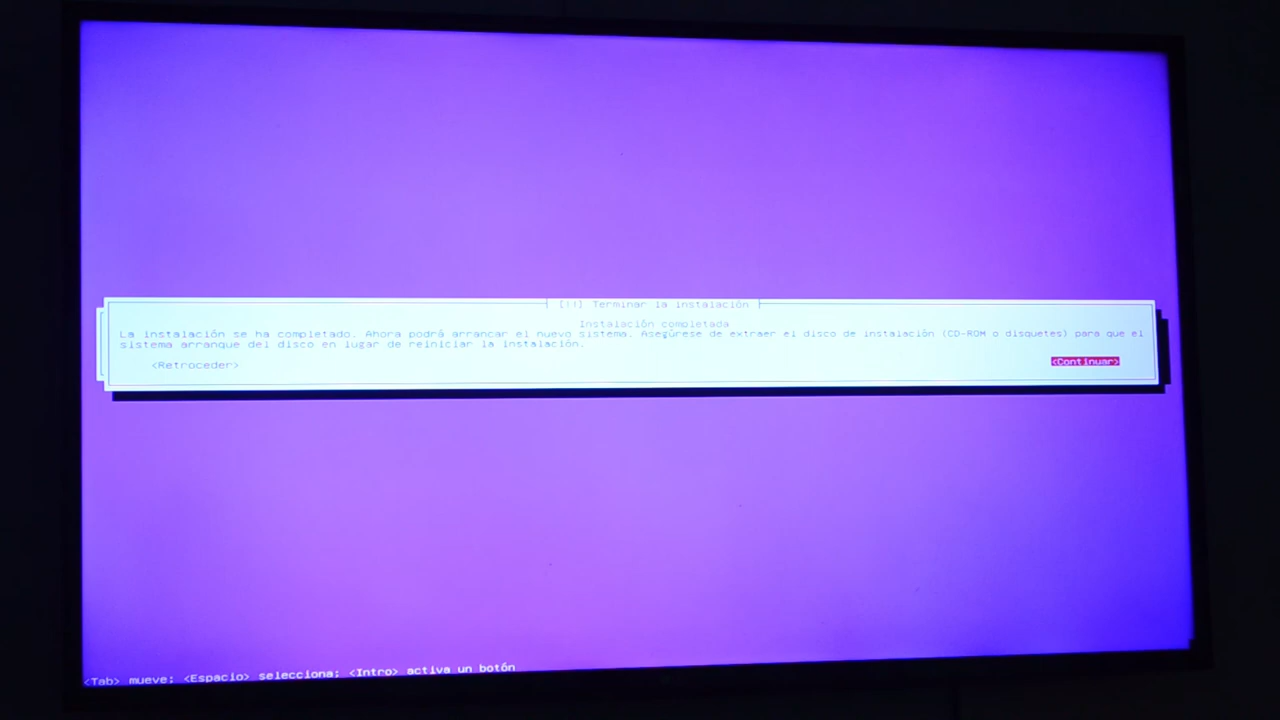 [!!] Terminar la instalación
Instalación completada
La instalación se ha completado. Ahora podrá arrancar el nuevo sistema. Asegúrese de extraer el disco de instalación (CD-ROM o disquetes) para que el
sistema arranque del disco en lugar de reiniciar la instalación.
<Retroceder> <Continuar>
<Tab> mueve; <Espacio> selecciona; <Intro> activa un botón